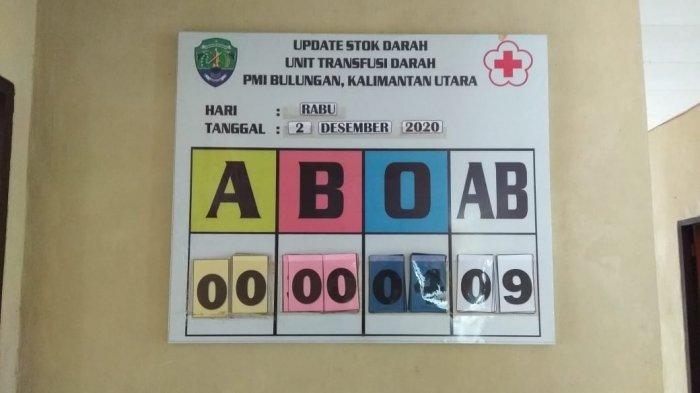 UPDATE STOK DARAH
UNIT TRANSFUSI DARAH
PMI BULUNGAN, KALIMANTAN UTARA
HARI : RABU
TANGGAL : 2 DESEMBER 2020
A B O AB
00 00 0 09